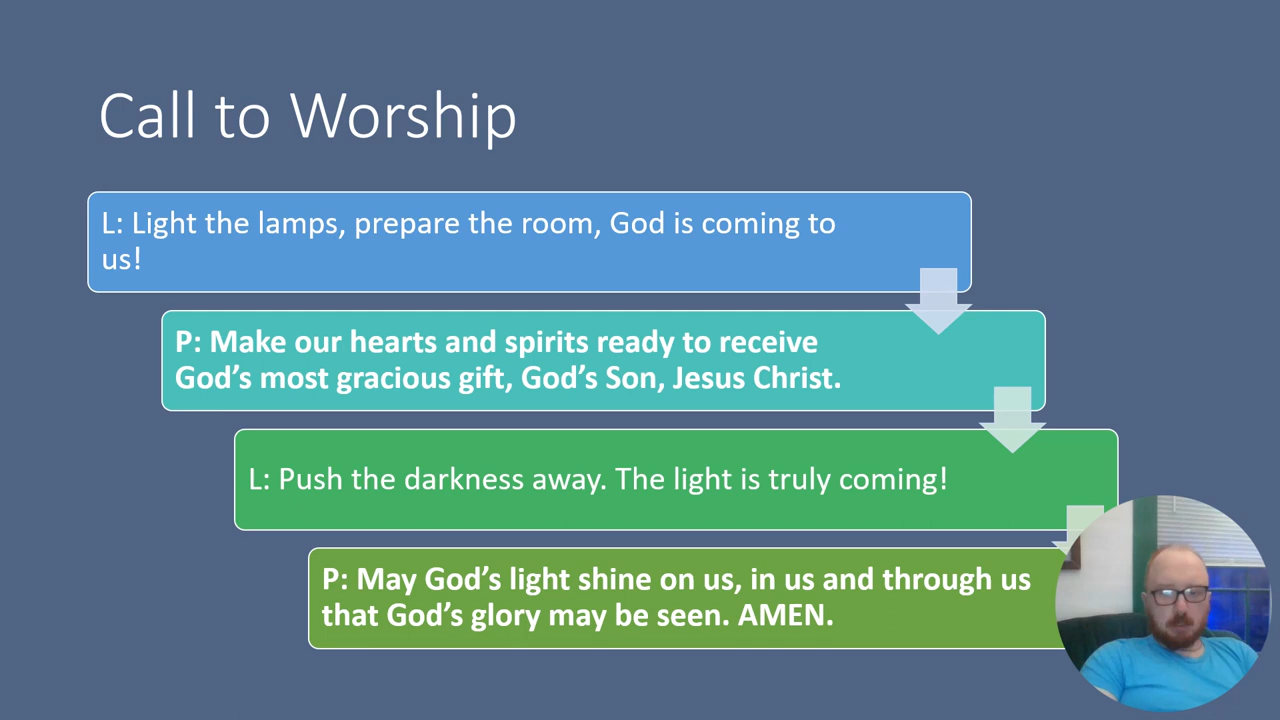 Call to Worship
L: Light the lamps, prepare the room, God is coming to
us!
P: Make our hearts and spirits ready to receive
God’s most gracious gift, God’s Son, Jesus Christ.
L: Push the darkness away. The light is truly coming!
P: May God’s light shine on us, in us and through us
that God’s glory may be seen. AMEN.